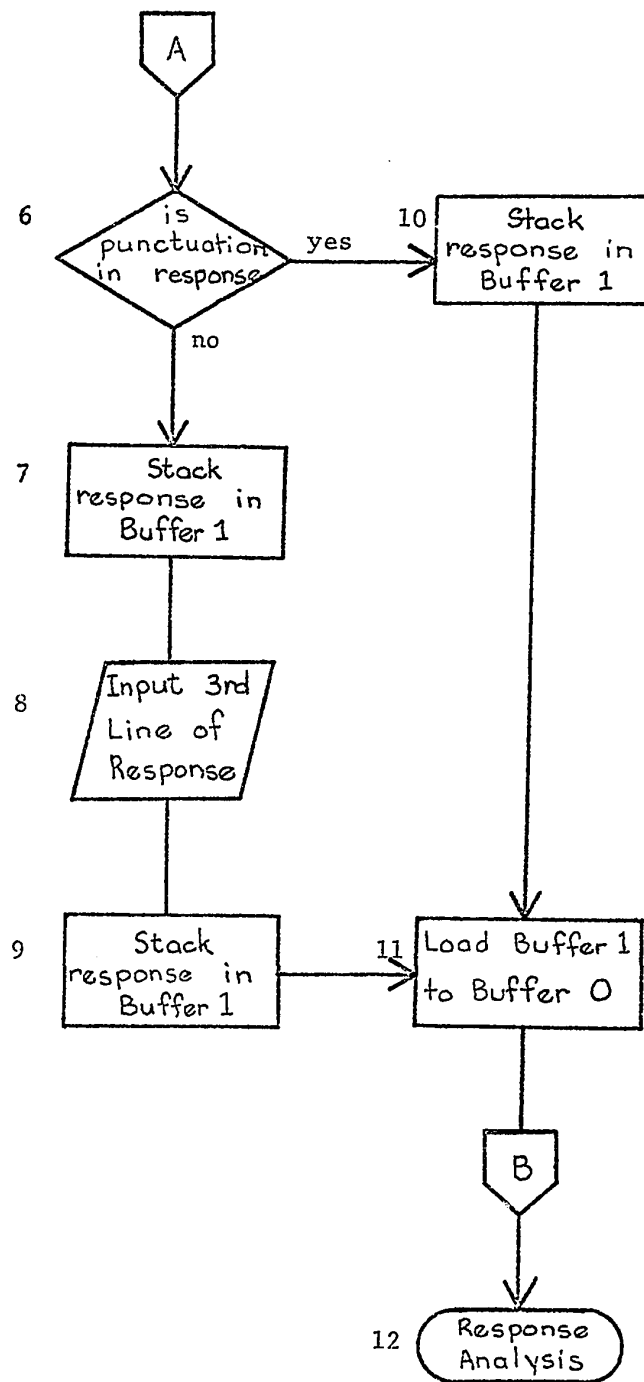 A
6
is
punctuation
in response
yes
no
10
Stack
response in
Buffer 1
7
Stack
response in
Buffer 1
8
Input 3rd
Line of
Response
9
Stack
response in
Buffer 1
11
Load Buffer 1
to Buffer 0
B
12
Response
Analysis